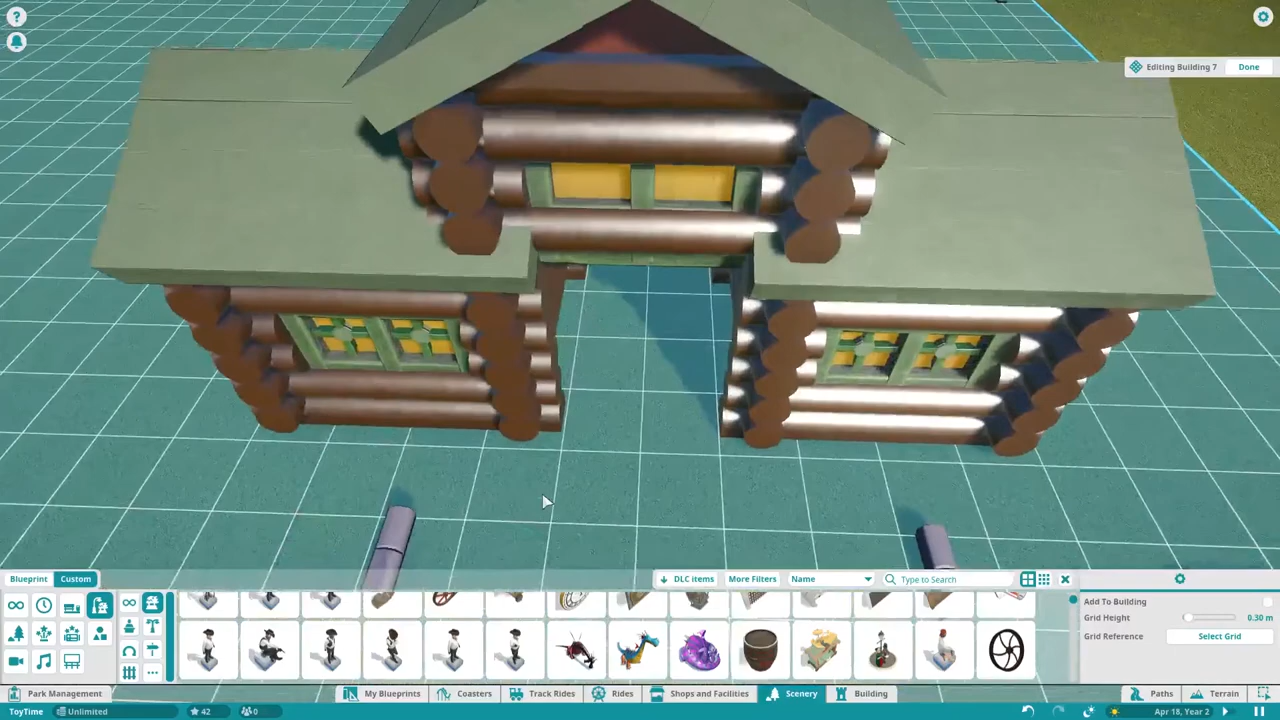 ?
Editing Building 7 Done
Blueprint Custom DLC items More Filters Name Type to Search
Add To Building
Grid Height 0.30 m
Grid Reference Select Grid
Park Management My Blueprints Coasters Track Rides Rides Shops and Facilities Scenery Building Paths Terrain
ToyTime Unlimited 42 0 Apr 18, Year 2